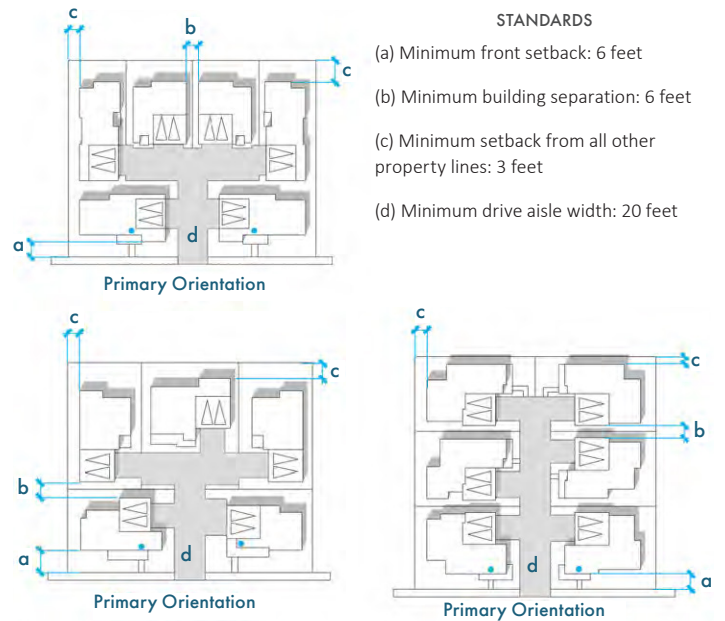 c
b
c
a
d
Primary Orientation
STANDARDS
(a) Minimum front setback: 6 feet
(b) Minimum building separation: 6 feet
(c) Minimum setback from all other
property lines: 3 feet
(d) Minimum drive aisle width: 20 feet
c
c
b
a
d
Primary Orientation
c
c
b
d
a
Primary Orientation